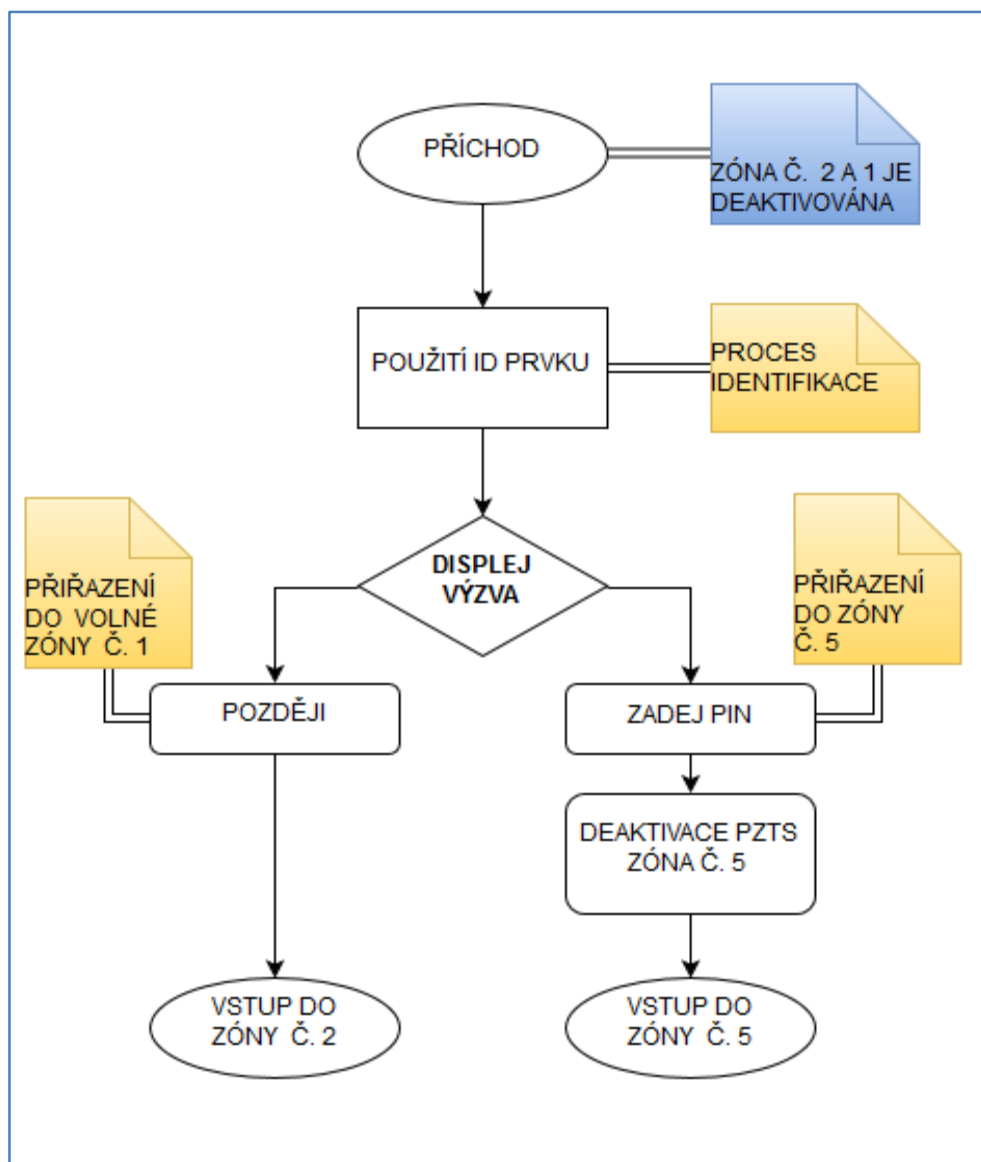 PŘÍCHOD
ZÓNA Č. 2 A 1 JE
DEAKTIVOVÁNA
POUŽITÍ ID PRVKU
PROCES
IDENTIFIKACE
DISPLEJ
VÝZVA
PŘIŘAZENÍ
DO VOLNÉ
ZÓNY Č. 1
PŘIŘAZENÍ
DO ZÓNY
Č. 5
POZDĚJI
ZADEJ PIN
DEAKTIVACE PZTS
ZÓNA Č. 5
VSTUP DO
ZÓNY Č. 2
VSTUP DO
ZÓNY Č. 5